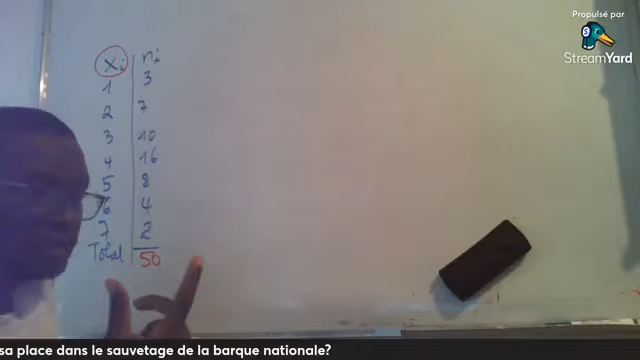 Propulsé par
StreamYard
xi ni
1 3
2 7
3 10
4 16
5 8
6 4
7 2
Total 50
sa place dans le sauvetage de la barque nationale?